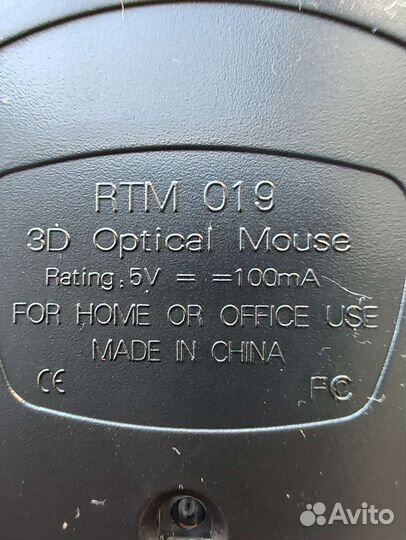 RTM 019
3D Optical Mouse
Rating: 5V = =100mA
FOR HOME OR OFFICE USE
MADE IN CHINA
CE FC
Avito